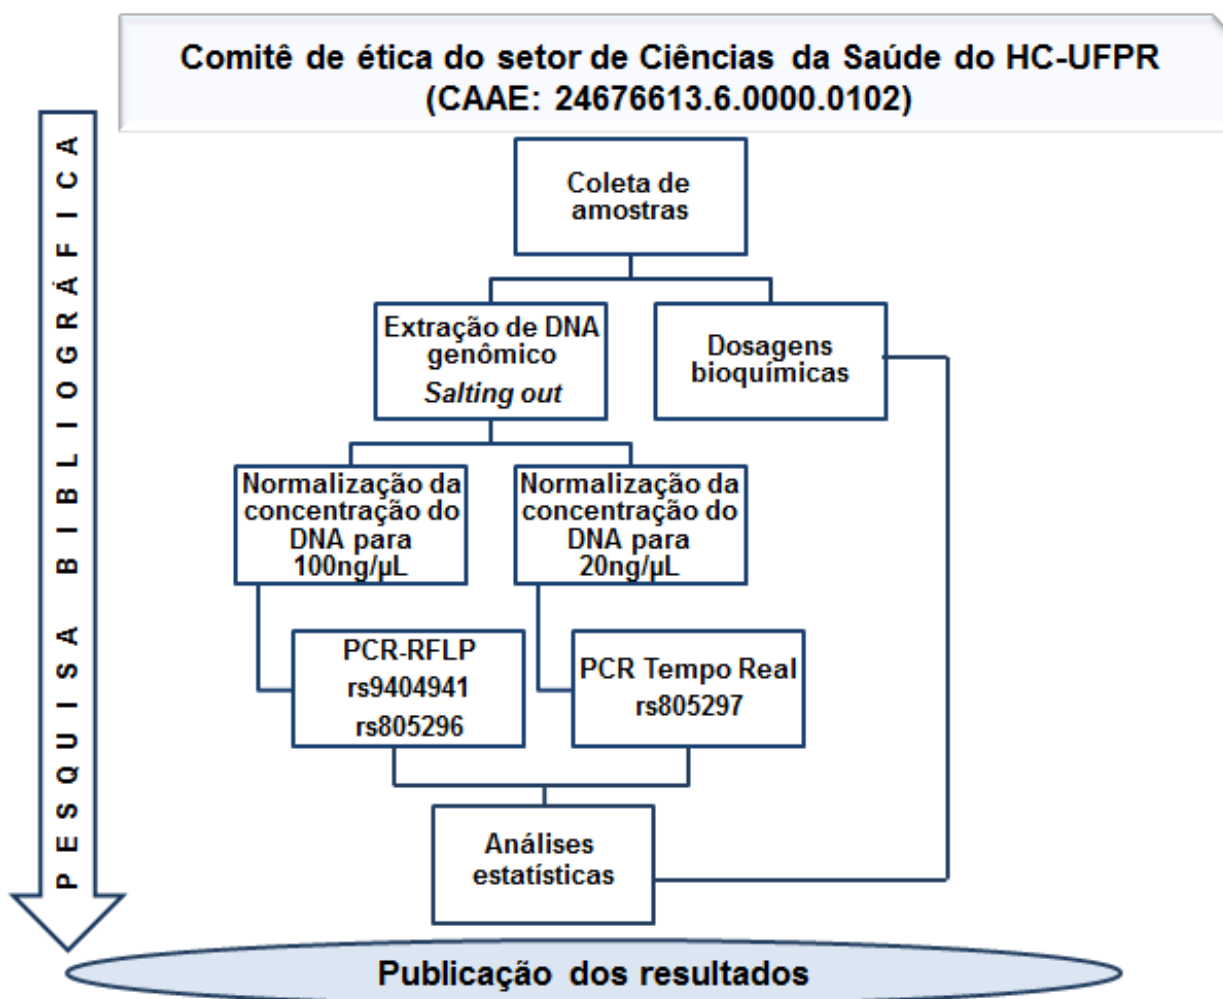 Comitê de ética do setor de Ciências da Saúde do HC-UFPR
(CAAE: 24676613.6.0000.0102)
PESQUISA BIBLIOGRÁFICA
Coleta de
amostras
Extração de DNA
genômico
Salting out
Dosagens
bioquímicas
Normalização da
concentração do
DNA para
100ng/µL
Normalização da
concentração do
DNA para
20ng/µL
PCR-RFLP
rs9404941
rs805296
PCR Tempo Real
rs805297
Análises
estatísticas
Publicação dos resultados